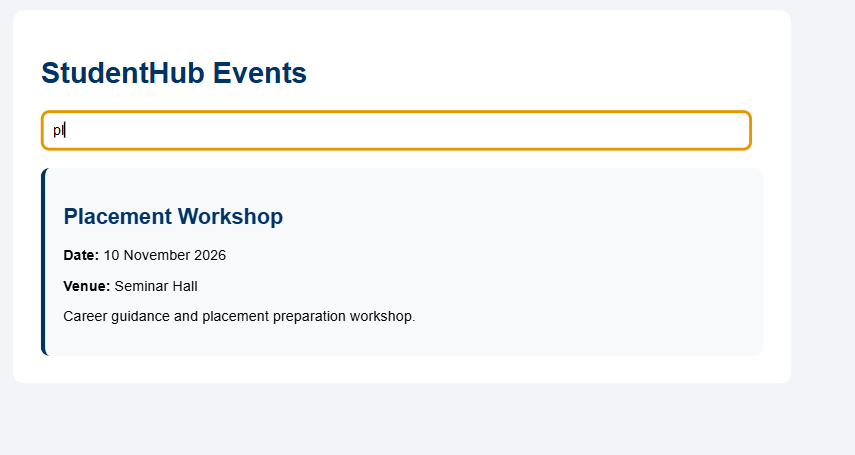 StudentHub Events
pl
Placement Workshop
Date: 10 November 2026
Venue: Seminar Hall
Career guidance and placement preparation workshop.